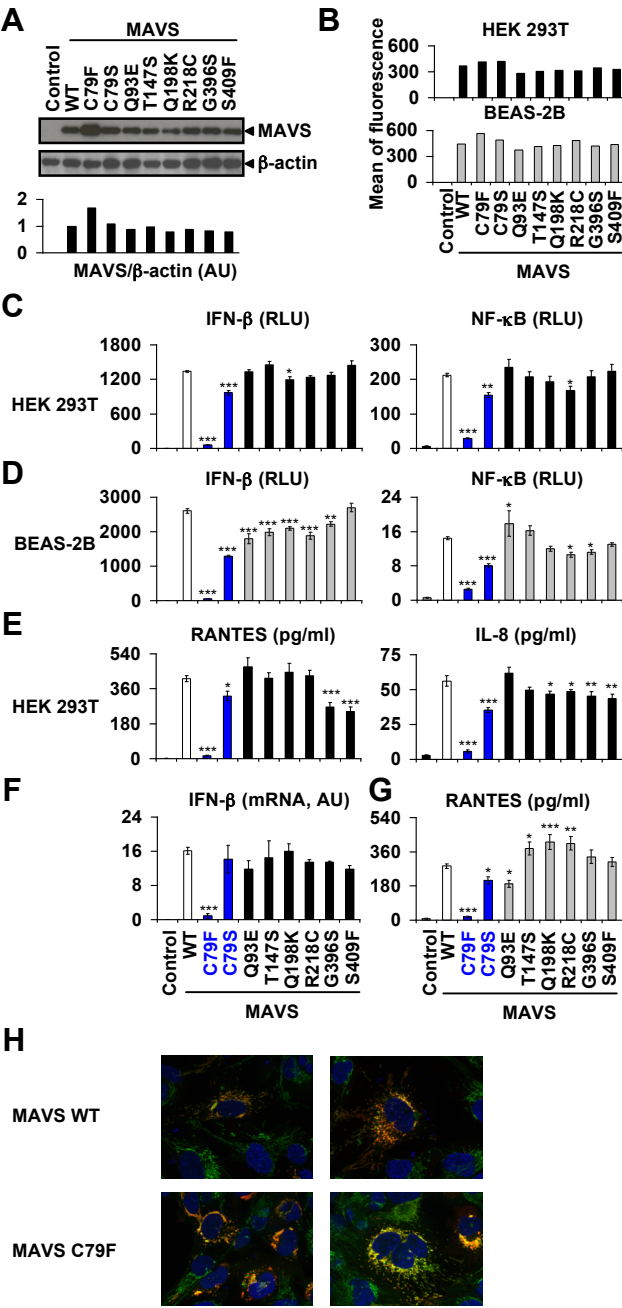 A
MAVS
Control
WT
C79F
C79S
Q93E
T147S
Q198K
R218C
G396S
S409F
MAVS
β-actin
2
1
0
MAVS/β-actin (AU)
B
HEK 293T
Mean of fluorescence
600
300
0
BEAS-2B
600
300
0
Control
WT
C79F
C79S
Q93E
T147S
Q198K
R218C
G396S
S409F
MAVS
C
HEK 293T
IFN-β (RLU)
1800
1200
600
0
***
***
*
NF-κB (RLU)
300
200
100
0
***
**
*
D
BEAS-2B
IFN-β (RLU)
3000
2000
1000
0
***
***
***
***
***
***
**
NF-κB (RLU)
24
16
8
0
***
***
*
*
*
E
HEK 293T
RANTES (pg/ml)
540
360
180
0
***
*
***
***
IL-8 (pg/ml)
75
50
25
0
***
***
*
*
**
**
F
IFN-β (mRNA, AU)
24
16
8
0
***
Control
WT
C79F
C79S
Q93E
T147S
Q198K
R218C
G396S
S409F
MAVS
G
RANTES (pg/ml)
540
360
180
0
***
*
*
*
***
**
Control
WT
C79F
C79S
Q93E
T147S
Q198K
R218C
G396S
S409F
MAVS
H
MAVS WT
MAVS C79F